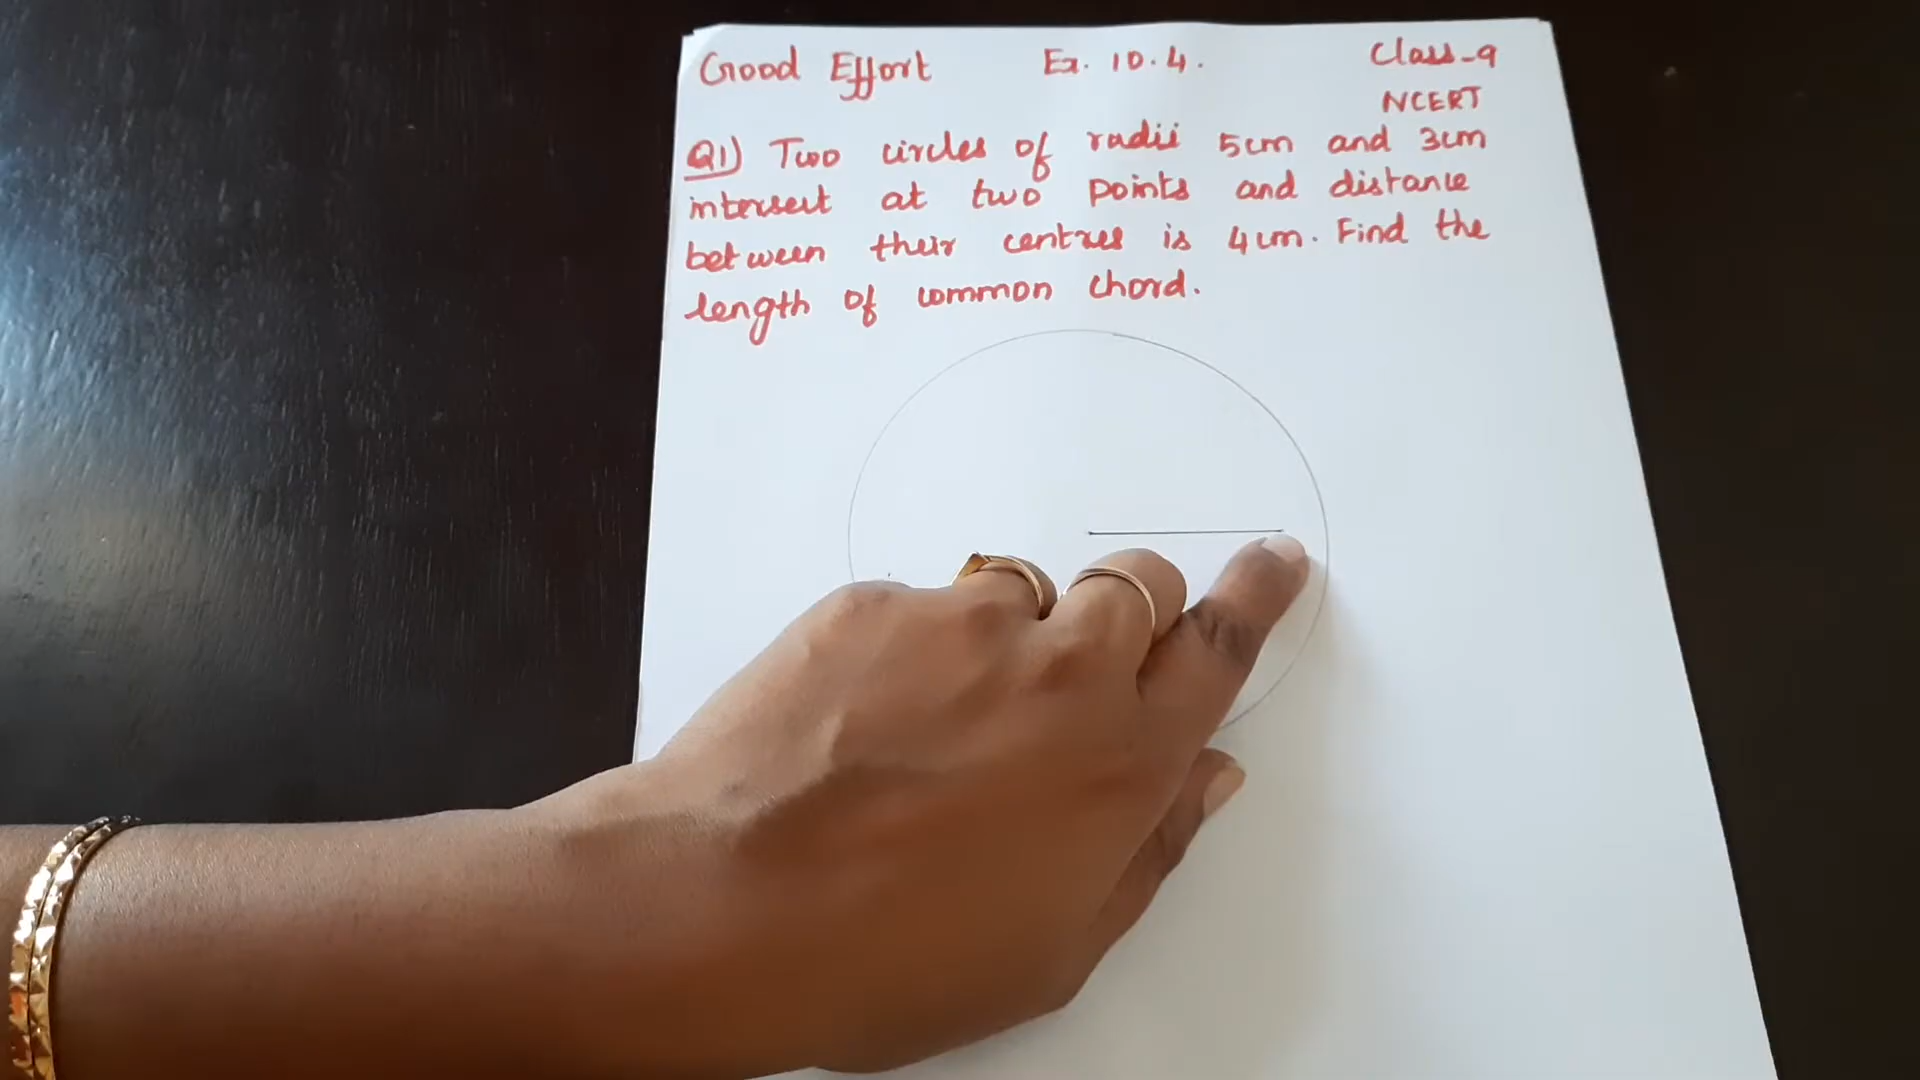 Good Effort Ex. 10.4. Class-9
NCERT
Q1) Two circles of radii 5cm and 3cm
intersect at two points and distance
between their centres is 4cm. Find the
length of common chord.